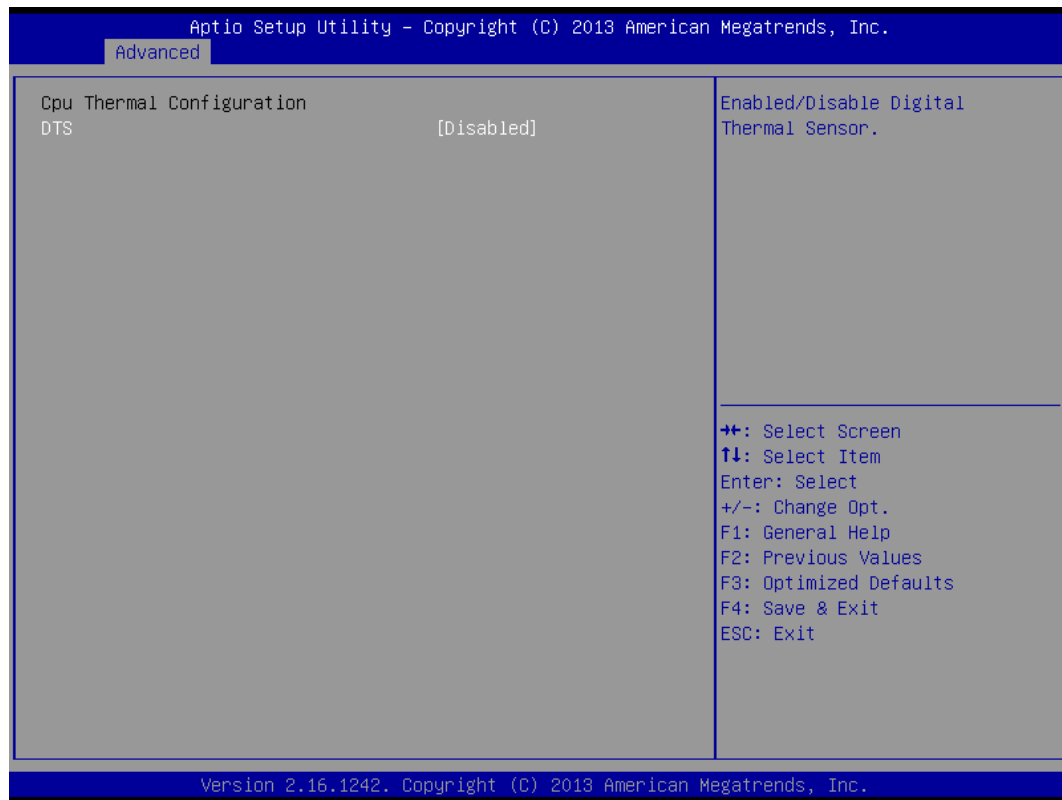 Aptio Setup Utility – Copyright (C) 2013 American Megatrends, Inc.
Advanced
Cpu Thermal Configuration
DTS [Disabled]
Enabled/Disable Digital
Thermal Sensor.
→←: Select Screen
↑↓: Select Item
Enter: Select
+/-: Change Opt.
F1: General Help
F2: Previous Values
F3: Optimized Defaults
F4: Save & Exit
ESC: Exit
Version 2.16.1242. Copyright (C) 2013 American Megatrends, Inc.